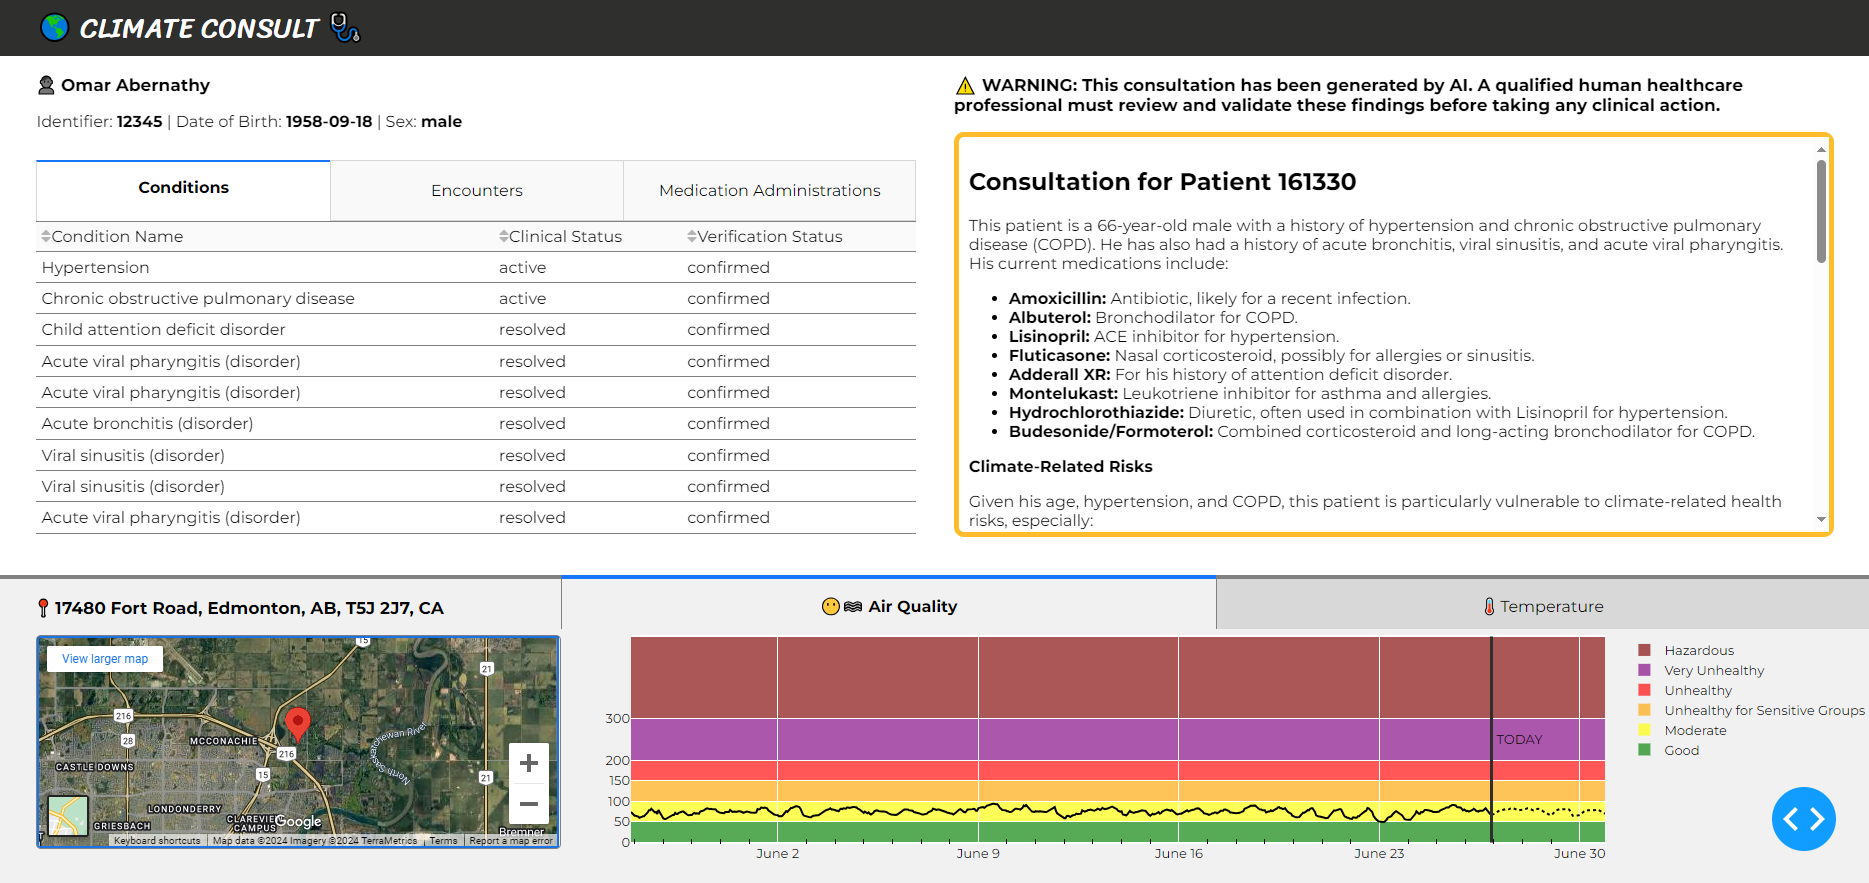 CLIMATE CONSULT
Omar Abernathy
Identifier: 12345 | Date of Birth: 1958-09-18 | Sex: male
Conditions
Encounters
Medication Administrations
Condition Name Clinical Status Verification Status
Hypertension active confirmed
Chronic obstructive pulmonary disease active confirmed
Child attention deficit disorder resolved confirmed
Acute viral pharyngitis (disorder) resolved confirmed
Acute viral pharyngitis (disorder) resolved confirmed
Acute bronchitis (disorder) resolved confirmed
Viral sinusitis (disorder) resolved confirmed
Viral sinusitis (disorder) resolved confirmed
Acute viral pharyngitis (disorder) resolved confirmed
WARNING: This consultation has been generated by AI. A qualified human healthcare
professional must review and validate these findings before taking any clinical action.
Consultation for Patient 161330
This patient is a 66-year-old male with a history of hypertension and chronic obstructive pulmonary
disease (COPD). He has also had a history of acute bronchitis, viral sinusitis, and acute viral pharyngitis.
His current medications include:
Amoxicillin: Antibiotic, likely for a recent infection.
Albuterol: Bronchodilator for COPD.
Lisinopril: ACE inhibitor for hypertension.
Fluticasone: Nasal corticosteroid, possibly for allergies or sinusitis.
Adderall XR: For his history of attention deficit disorder.
Montelukast: Leukotriene inhibitor for asthma and allergies.
Hydrochlorothiazide: Diuretic, often used in combination with Lisinopril for hypertension.
Budesonide/Formoterol: Combined corticosteroid and long-acting bronchodilator for COPD.
Climate-Related Risks
Given his age, hypertension, and COPD, this patient is particularly vulnerable to climate-related health
risks, especially:
17480 Fort Road, Edmonton, AB, T5J 2J7, CA
View larger map
15
21
216
28
MCCONACHIE
216
North Saskatchewan River
CASTLE DOWNS
15
21
LONDONDERRY
CLAREVIEW
CAMPUS
GRIESBACH
Google
Bremner
Keyboard shortcuts
Map data ©2024 Imagery ©2024 TerraMetrics
Terms
Report a map error
Air Quality
Temperature
300
200
150
100
50
0
TODAY
June 2
June 9
June 16
June 23
June 30
Hazardous
Very Unhealthy
Unhealthy
Unhealthy for Sensitive Groups
Moderate
Good